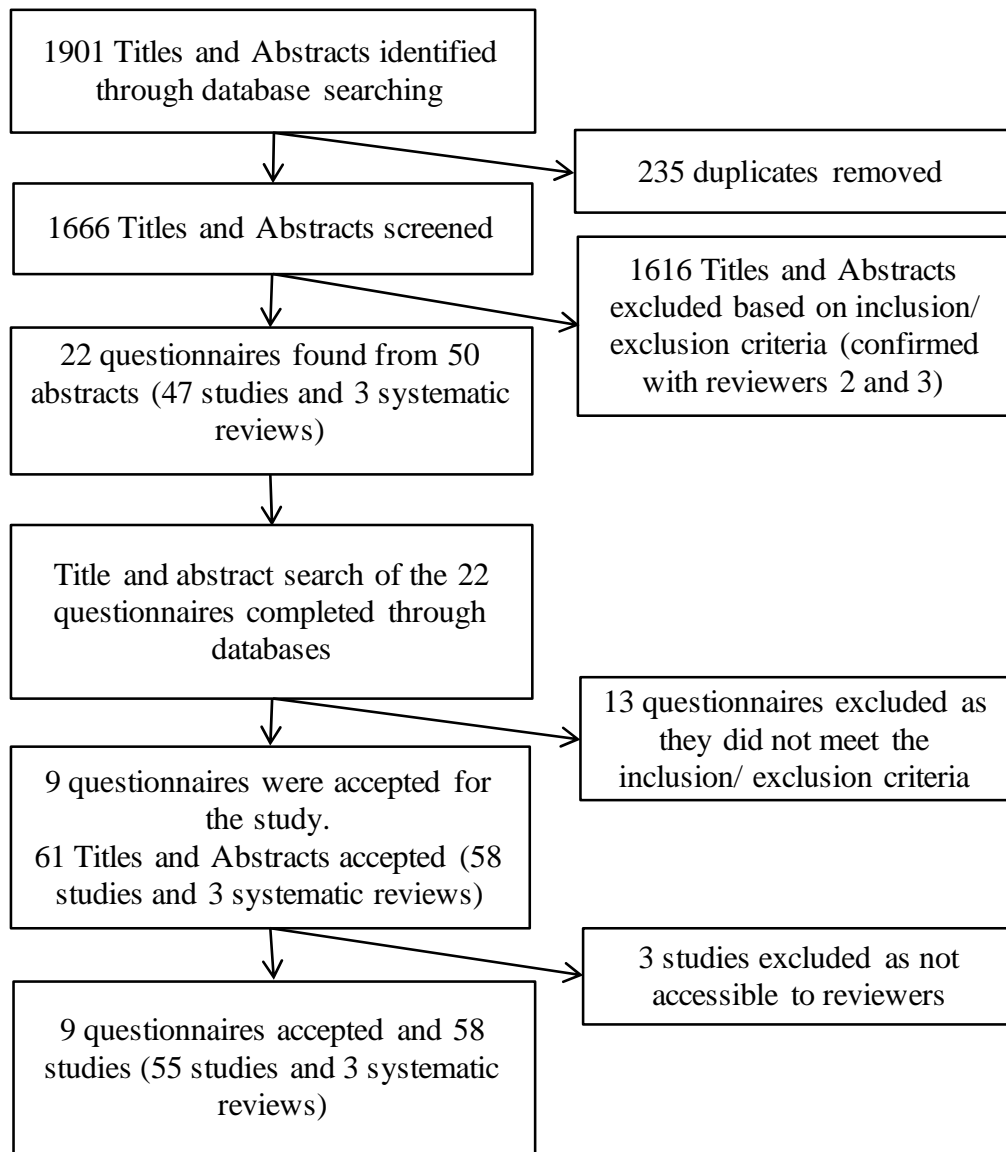 1901 Titles and Abstracts identified
through database searching
235 duplicates removed
1666 Titles and Abstracts screened
1616 Titles and Abstracts
excluded based on inclusion/
exclusion criteria (confirmed
with reviewers 2 and 3)
22 questionnaires found from 50
abstracts (47 studies and 3 systematic
reviews)
Title and abstract search of the 22
questionnaires completed through
databases
13 questionnaires excluded as
they did not meet the
inclusion/ exclusion criteria
9 questionnaires were accepted for
the study.
61 Titles and Abstracts accepted (58
studies and 3 systematic reviews)
3 studies excluded as not
accessible to reviewers
9 questionnaires accepted and 58
studies (55 studies and 3 systematic
reviews)